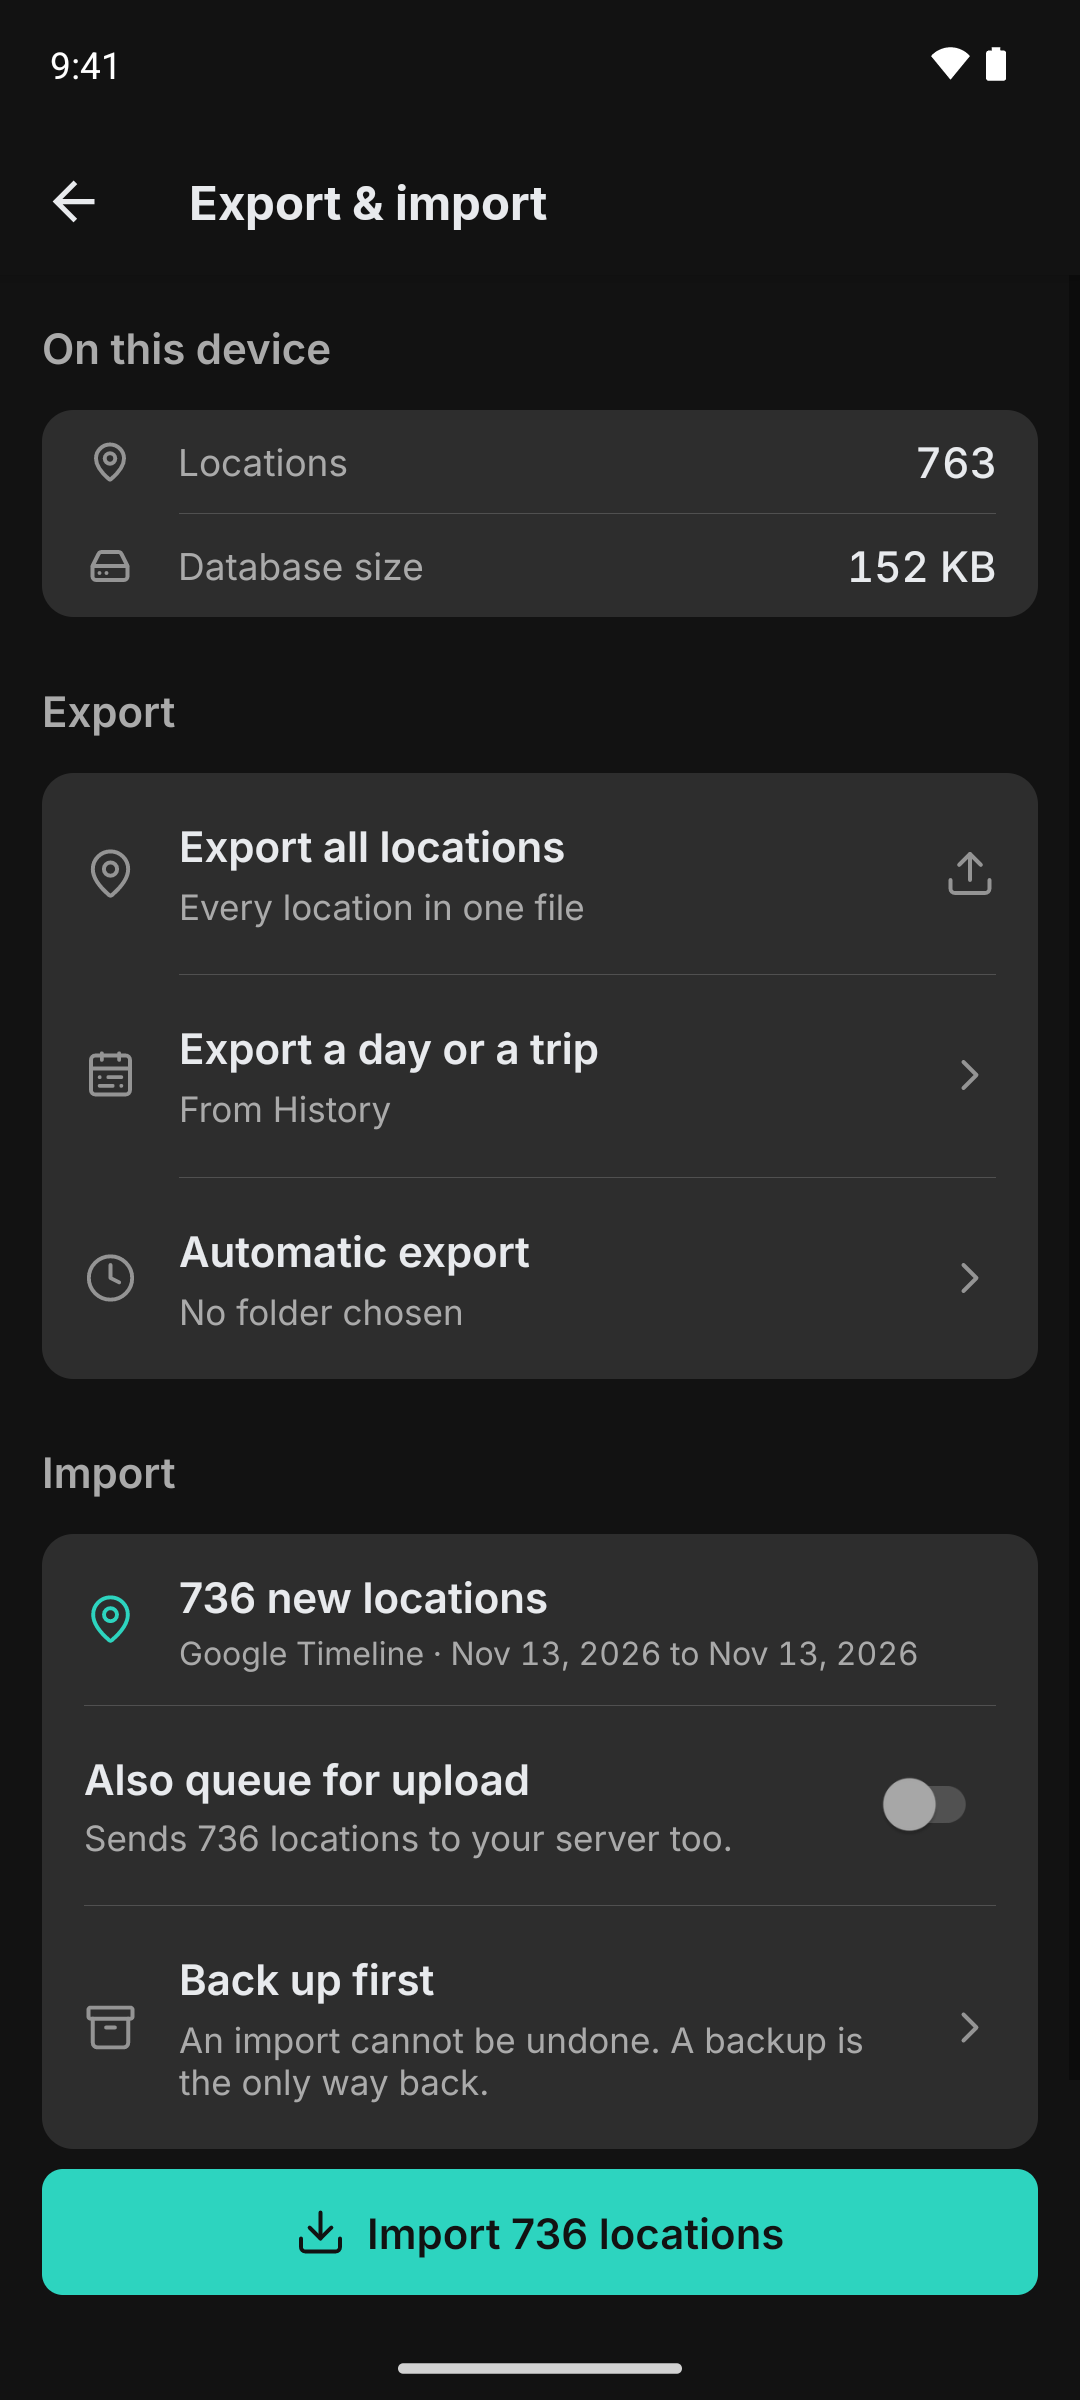 9:41
Export & import
On this device
Locations
763
Database size
152 KB
Export
Export all locations
Every location in one file
Export a day or a trip
From History
Automatic export
No folder chosen
Import
736 new locations
Google Timeline · Nov 13, 2026 to Nov 13, 2026
Also queue for upload
Sends 736 locations to your server too.
Back up first
An import cannot be undone. A backup is
the only way back.
Import 736 locations